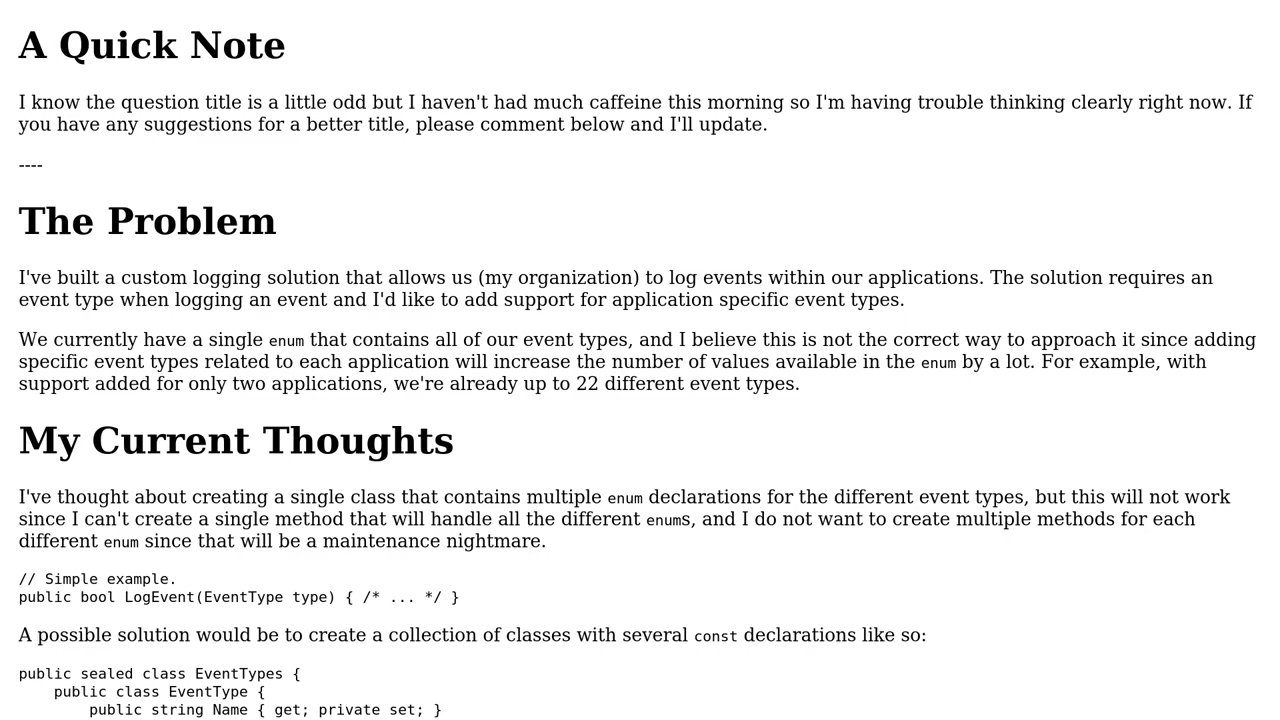 A Quick Note
I know the question title is a little odd but I haven't had much caffeine this morning so I'm having trouble thinking clearly right now. If
you have any suggestions for a better title, please comment below and I'll update.
----
The Problem
I've built a custom logging solution that allows us (my organization) to log events within our applications. The solution requires an
event type when logging an event and I'd like to add support for application specific event types.
We currently have a single enum that contains all of our event types, and I believe this is not the correct way to approach it since adding
specific event types related to each application will increase the number of values available in the enum by a lot. For example, with
support added for only two applications, we're already up to 22 different event types.
My Current Thoughts
I've thought about creating a single class that contains multiple enum declarations for the different event types, but this will not work
since I can't create a single method that will handle all the different enums, and I do not want to create multiple methods for each
different enum since that will be a maintenance nightmare.
// Simple example.
public bool LogEvent(EventType type) { /* ... */ }
A possible solution would be to create a collection of classes with several const declarations like so:
public sealed class EventTypes {
    public class EventType {
        public string Name { get; private set; }